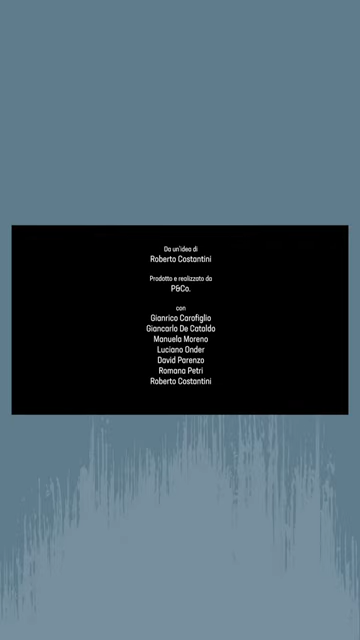 Da un'idea di
Roberto Costantini
Prodotto e realizzato da
P&Co.
con
Gianrico Carofiglio
Giancarlo De Cataldo
Manuela Moreno
Luciano Onder
David Parenzo
Romana Petri
Roberto Costantini